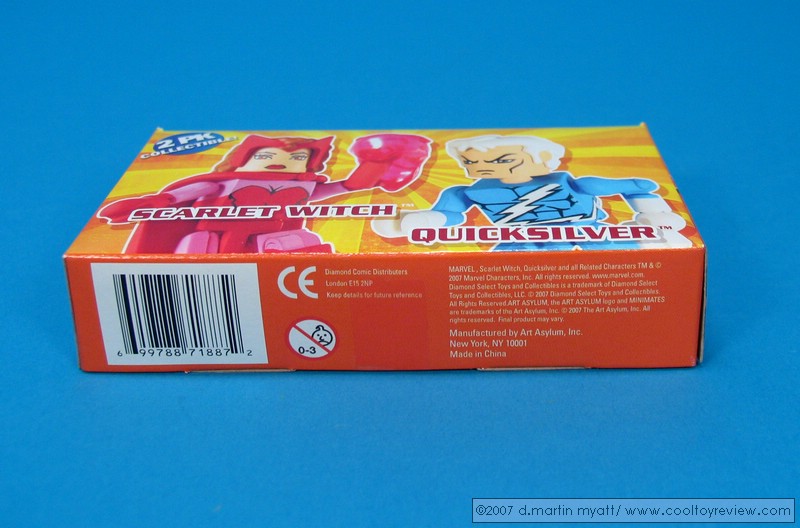 2 PK
COLLECTIBLE!
SCARLET WITCH™
QUICKSILVER™
6 99788 71887 2
CE
0-3
Diamond Comic Distributers
London E15 2NP
Keep details for future reference
MARVEL, Scarlet Witch, Quicksilver and all Related Characters TM & ©
2007 Marvel Characters, Inc. All rights reserved. www.marvel.com.
Diamond Select Toys and Collectibles is a trademark of Diamond Select
Toys and Collectibles, LLC. © 2007 Diamond Select Toys and Collectibles.
All Rights Reserved.ART ASYLUM, the ART ASYLUM logo and MINIMATES
are trademarks of the Art Asylum, Inc. © 2007 The Art Asylum, Inc. All
rights reserved. Final product may vary.
Manufactured by Art Asylum, Inc.
New York, NY 10001
Made in China
©2007 d.martin myatt/ www.cooltoyreview.com